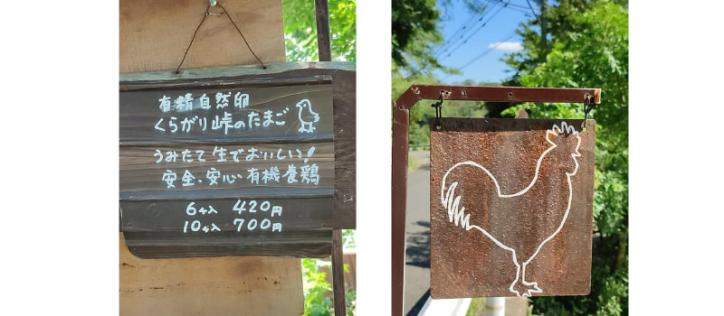 有精自然卵
くらがり峠のたまご
うみたて 生でおいしい!
安全・安心・有機養鶏
6ヶ入 420円
10ヶ入 700円